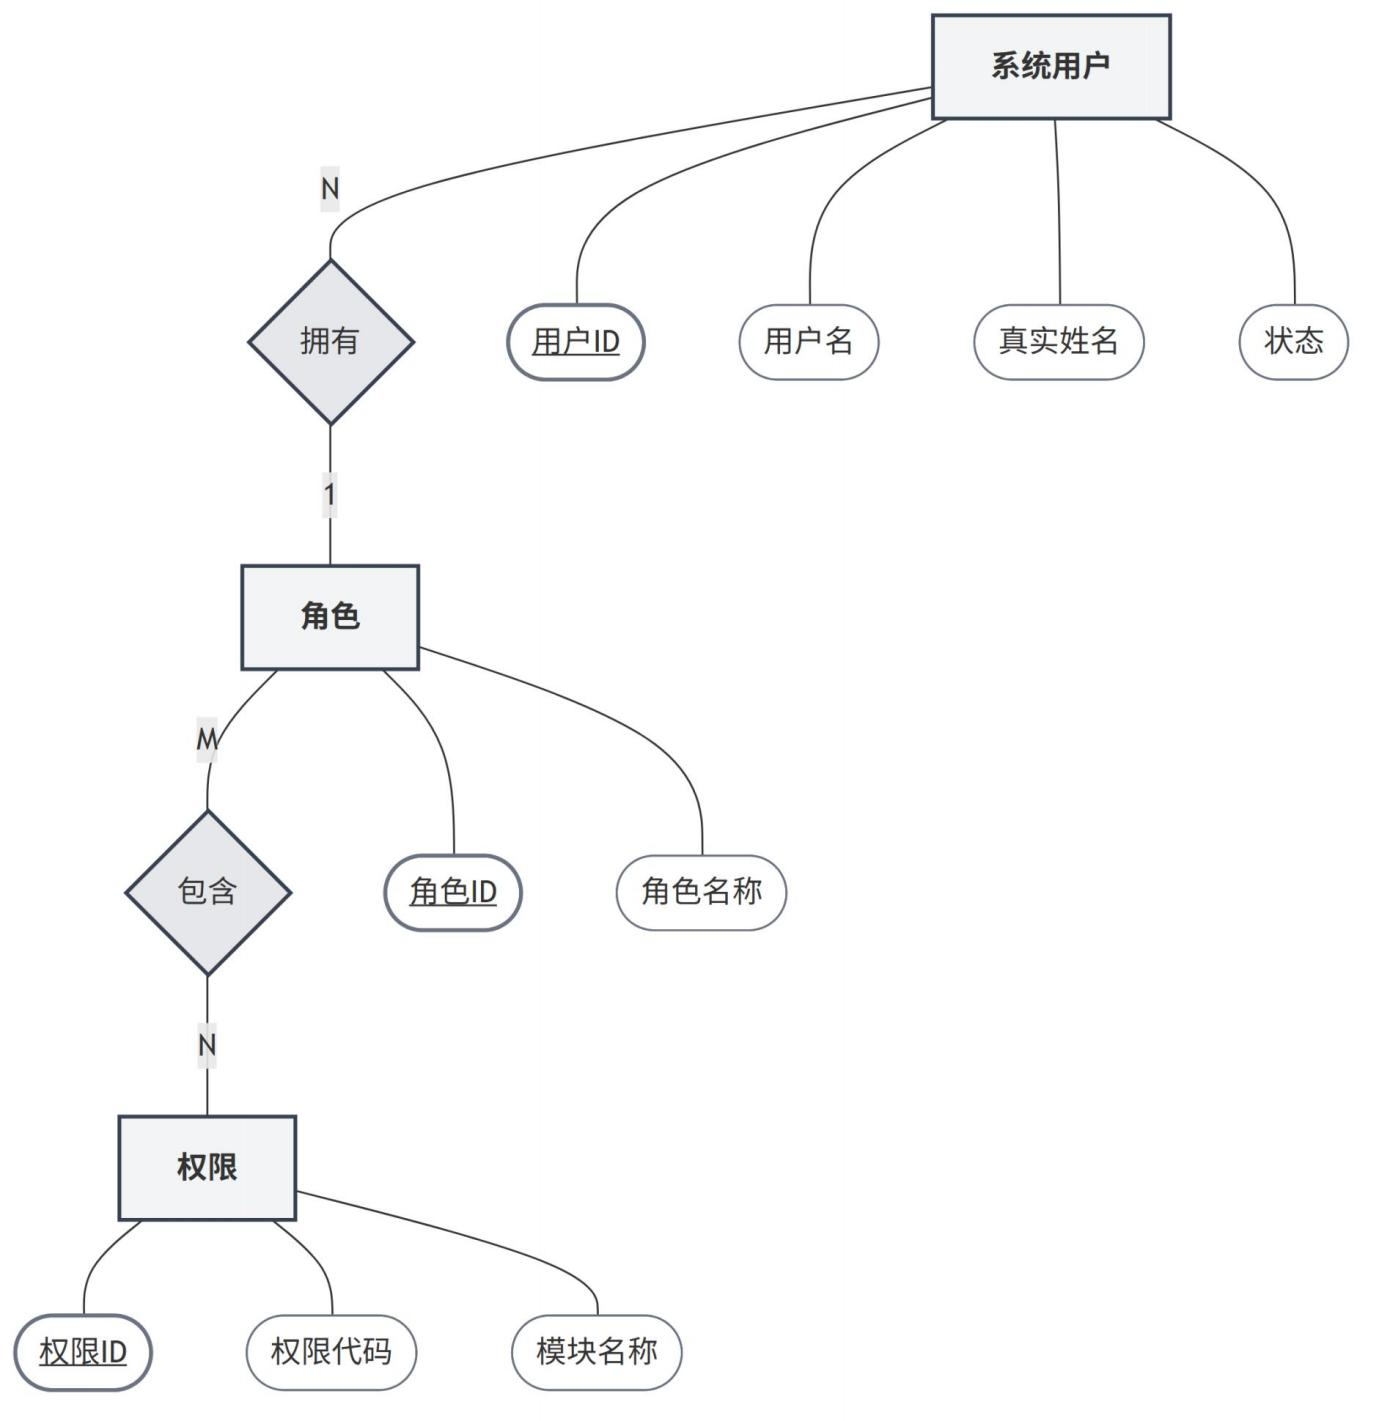 系统用户
N
拥有
用户ID
用户名
真实姓名
状态
1
角色
M
包含
角色ID
角色名称
N
权限
权限ID
权限代码
模块名称